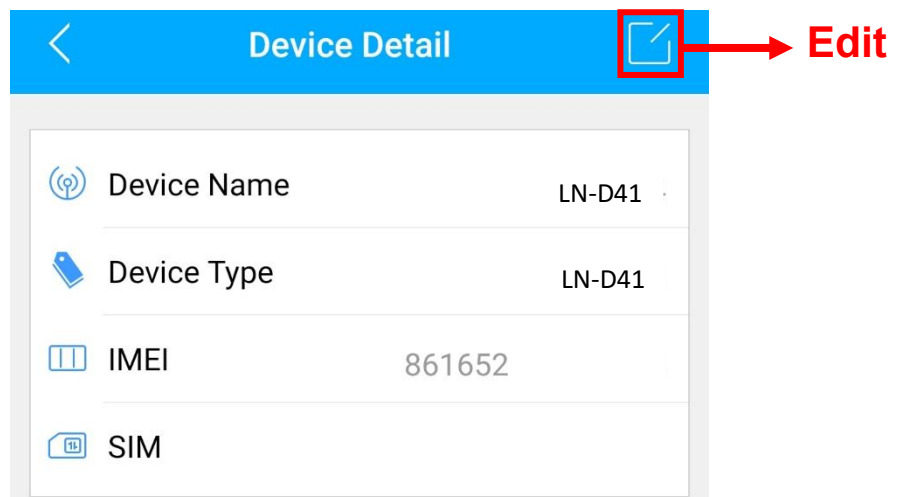 Device Detail
Edit
Device Name LN-D41
Device Type LN-D41
IMEI 861652
SIM